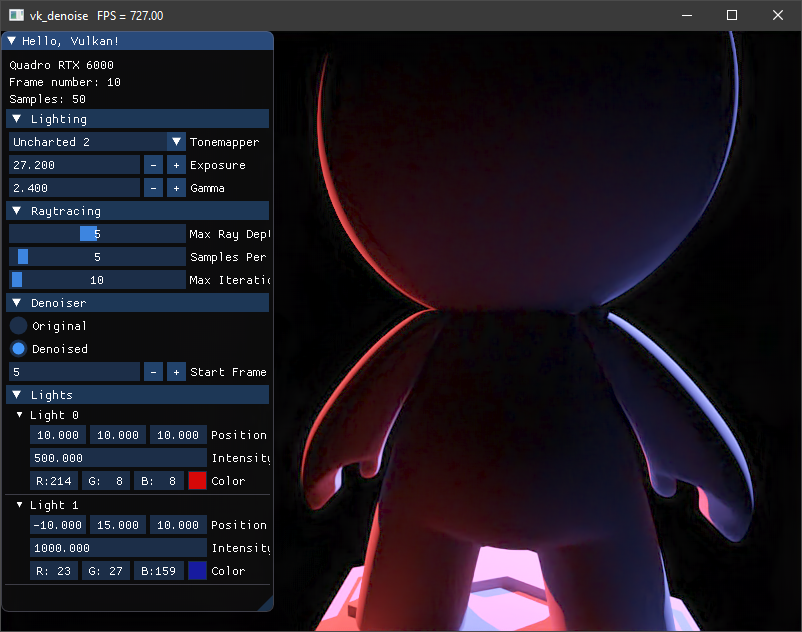 vk_denoise FPS = 727.00
Hello, Vulkan!
Quadro RTX 6000
Frame number: 10
Samples: 50
Lighting
Uncharted 2 Tonemapper
27.200 - + Exposure
2.400 - + Gamma
Raytracing
5 Max Ray Dept
5 Samples Per
10 Max Iteratio
Denoiser
Original
Denoised
5 - + Start Frame
Lights
Light 0
10.000 10.000 10.000 Position
500.000 Intensity
R:214 G: 8 B: 8 Color
Light 1
-10.000 15.000 10.000 Position
1000.000 Intensity
R: 23 G: 27 B:159 Color